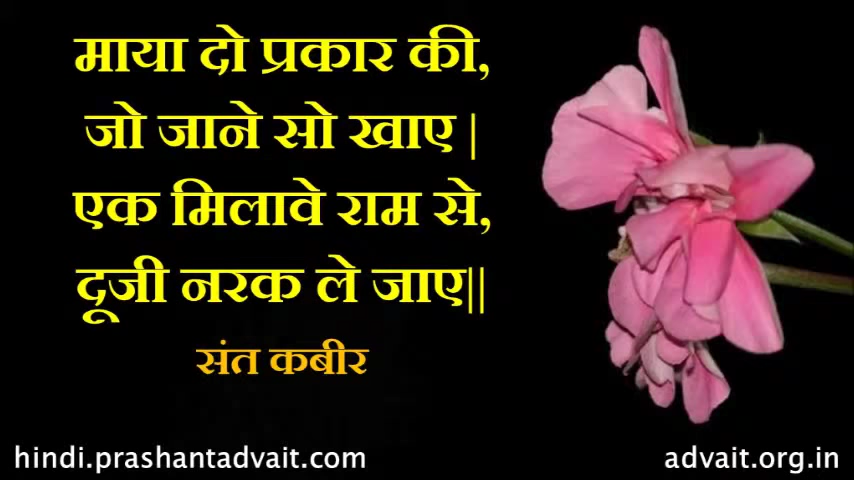 माया दो प्रकार की,
जो जाने सो खाए |
एक मिलावे राम से,
दूजी नरक ले जाए||
संत कबीर
hindi.prashantadvait.com
advait.org.in